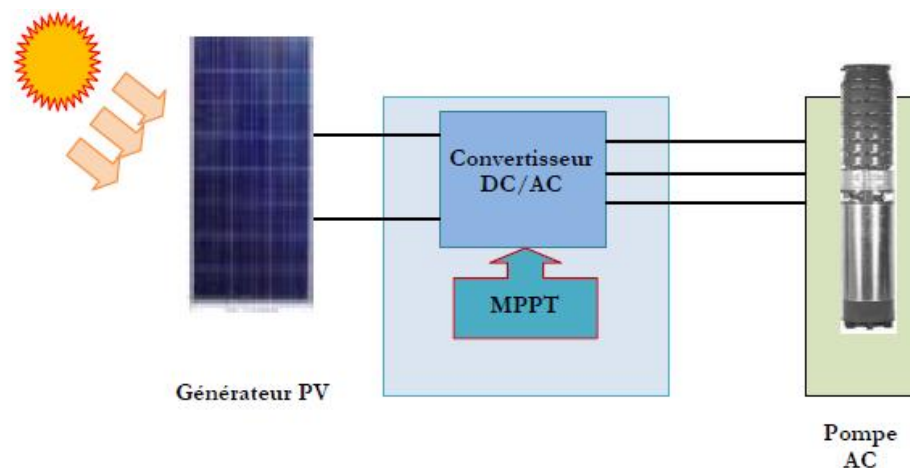 Convertisseur
DC/AC
MPPT
Générateur PV
Pompe
AC